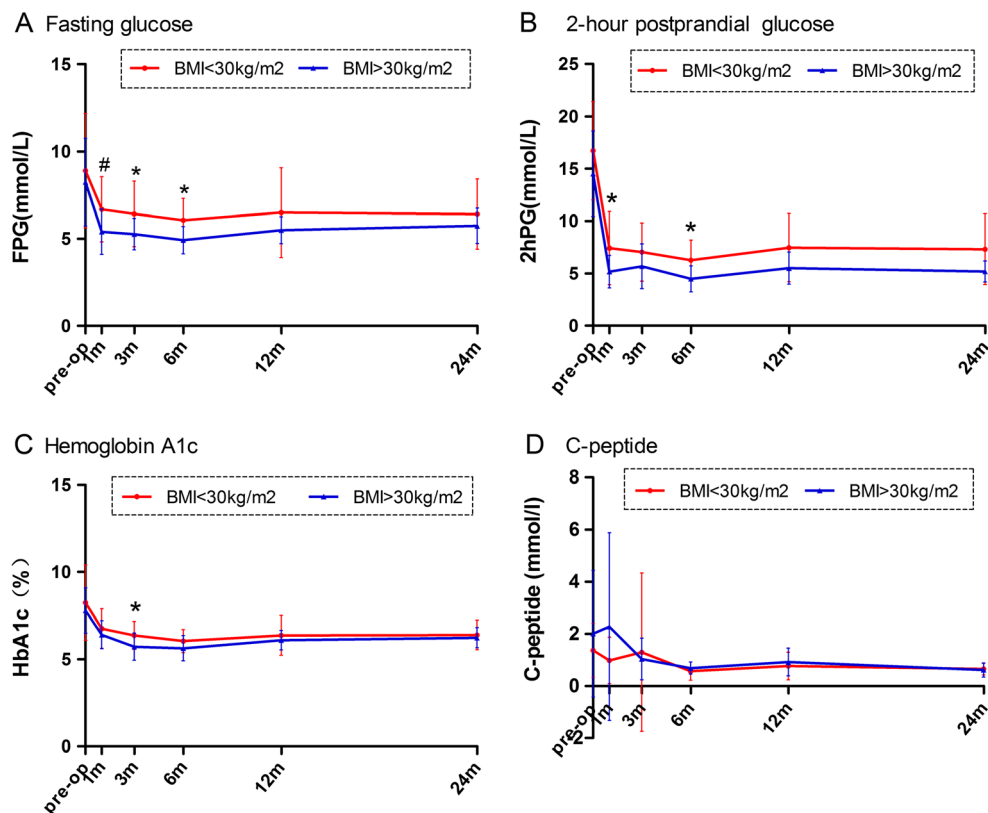 A Fasting glucose
BMI<30kg/m2 BMI>30kg/m2
FPG(mmol/L)
15
10
5
0
# * *
pre-op 1m 3m 6m 12m 24m
B 2-hour postprandial glucose
BMI<30kg/m2 BMI>30kg/m2
2hPG(mmol/L)
25
20
15
10
5
0
* *
pre-op 1m 3m 6m 12m 24m
C Hemoglobin A1c
BMI<30kg/m2 BMI>30kg/m2
HbA1c (%)
15
10
5
0
*
pre-op 1m 3m 6m 12m 24m
D C-peptide
BMI<30kg/m2 BMI>30kg/m2
C-peptide (mmol/l)
8
6
4
2
0
2
pre-op 1m 3m 6m 12m 24m